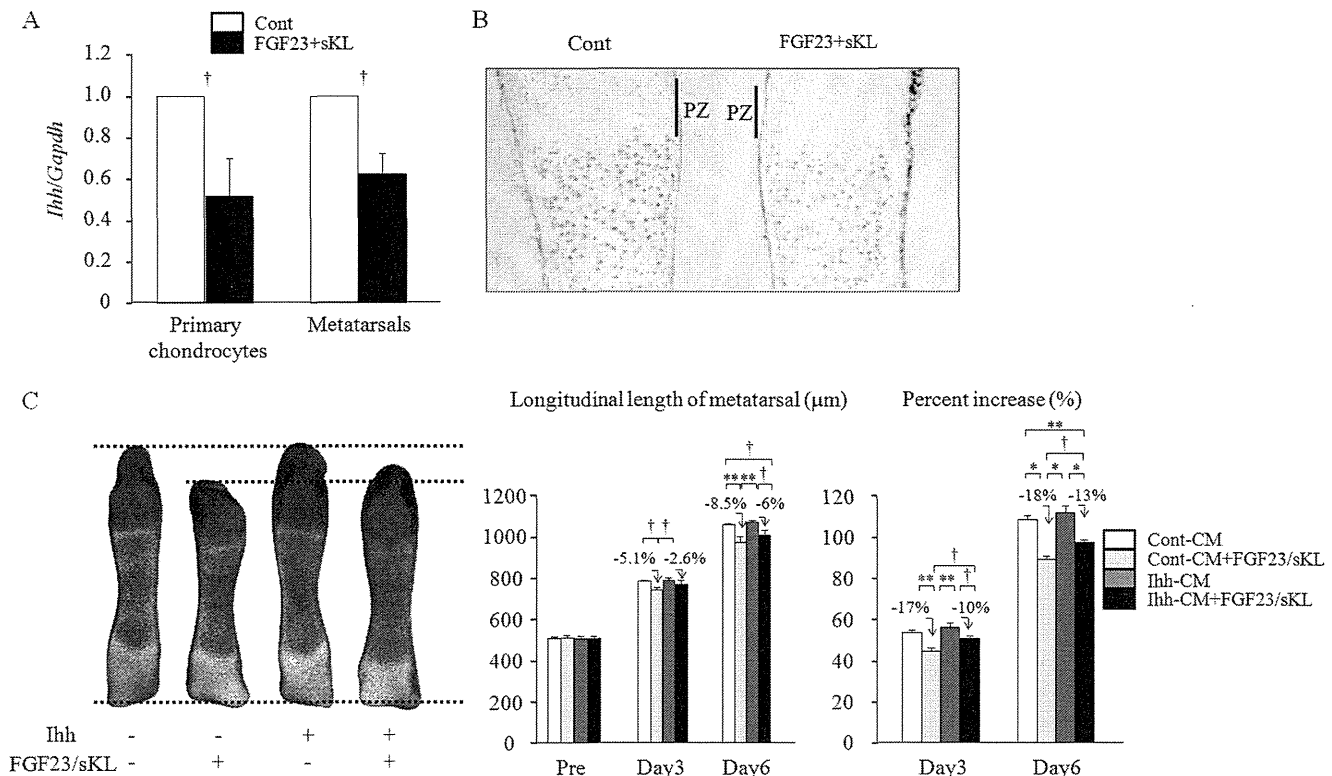 A
Cont
FGF23+sKL
Ihh/Gapdh
1.2
1.0
0.8
0.6
0.4
0.2
0
†
†
Primary
chondrocytes
Metatarsals
B
Cont
FGF23+sKL
PZ
PZ
C
Ihh - - + +
FGF23/sKL - + - +
Longitudinal length of metatarsal (μm)
1200
1000
800
600
400
200
0
† †
-5.1%
-2.6%
†
** ** †
-8.5%
-6%
Pre
Day3
Day6
Percent increase (%)
120
100
80
60
40
20
0
†
** ** †
-17%
-10%
**
†
* * *
-18%
-13%
Day3
Day6
Cont-CM
Cont-CM+FGF23/sKL
Ihh-CM
Ihh-CM+FGF23/sKL